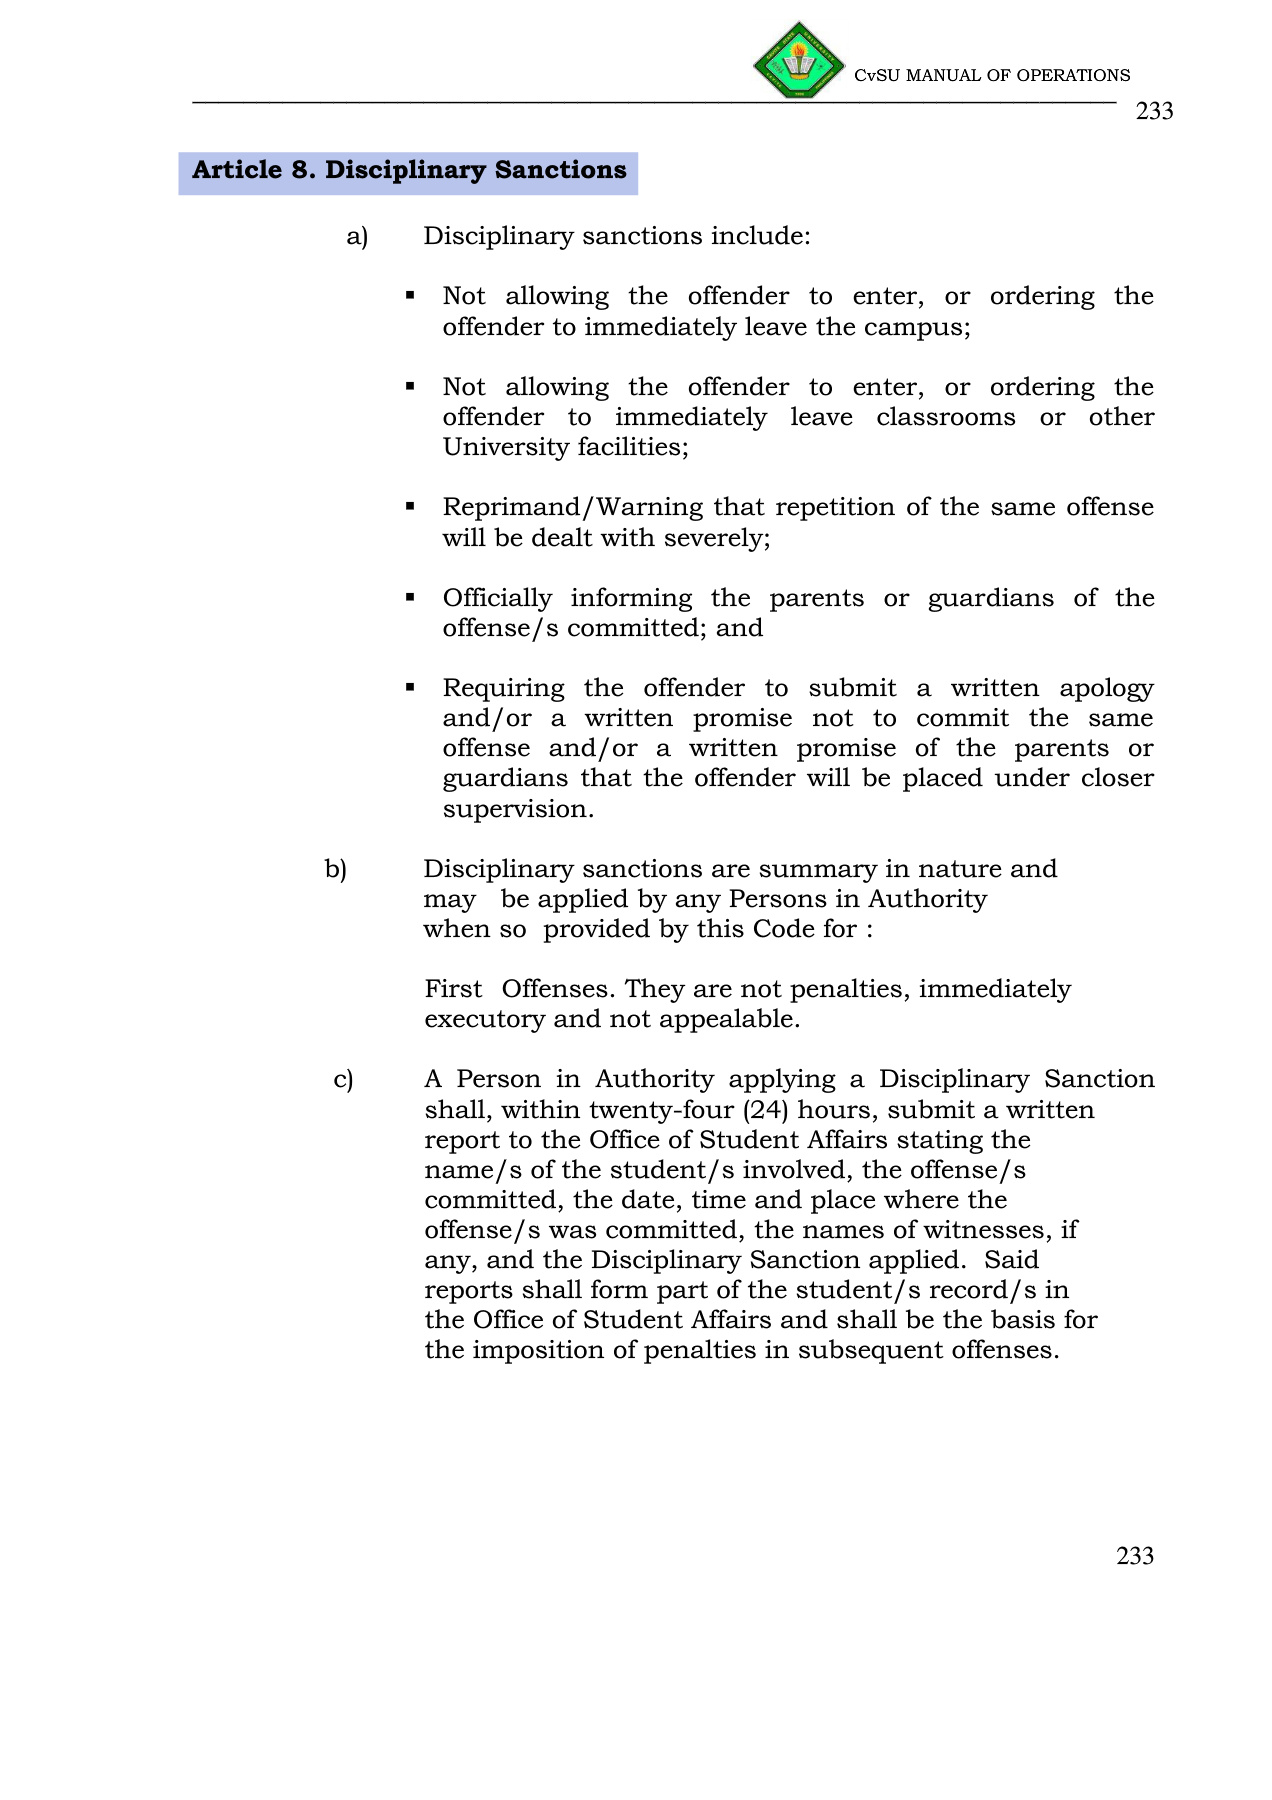 CvSU MANUAL OF OPERATIONS
233
Article 8. Disciplinary Sanctions
a) Disciplinary sanctions include:
▪ Not allowing the offender to enter, or ordering the
offender to immediately leave the campus;
▪ Not allowing the offender to enter, or ordering the
offender to immediately leave classrooms or other
University facilities;
▪ Reprimand/Warning that repetition of the same offense
will be dealt with severely;
▪ Officially informing the parents or guardians of the
offense/s committed; and
▪ Requiring the offender to submit a written apology
and/or a written promise not to commit the same
offense and/or a written promise of the parents or
guardians that the offender will be placed under closer
supervision.
b) Disciplinary sanctions are summary in nature and
may be applied by any Persons in Authority
when so provided by this Code for :
First Offenses. They are not penalties, immediately
executory and not appealable.
c) A Person in Authority applying a Disciplinary Sanction
shall, within twenty-four (24) hours, submit a written
report to the Office of Student Affairs stating the
name/s of the student/s involved, the offense/s
committed, the date, time and place where the
offense/s was committed, the names of witnesses, if
any, and the Disciplinary Sanction applied. Said
reports shall form part of the student/s record/s in
the Office of Student Affairs and shall be the basis for
the imposition of penalties in subsequent offenses.
233